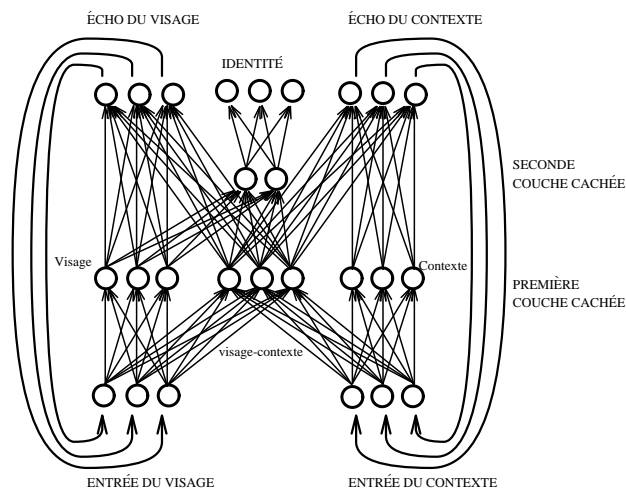 ÉCHO DU VISAGE
ÉCHO DU CONTEXTE
IDENTITÉ
SECONDE
COUCHE CACHÉE
Visage
Contexte
PREMIÈRE
COUCHE CACHÉE
visage-contexte
ENTRÉE DU VISAGE
ENTRÉE DU CONTEXTE